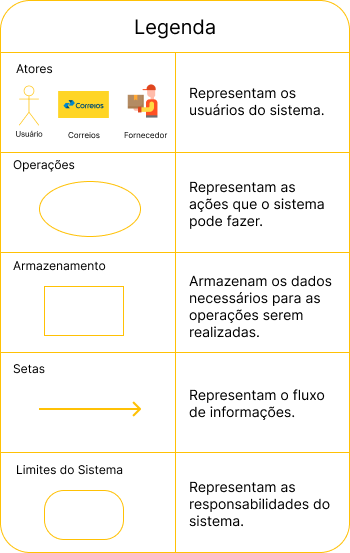 Legenda
Atores
Correios
Usuário
Correios
Fornecedor
Representam os
usuários do sistema.
Operações
Representam as
ações que o sistema
pode fazer.
Armazenamento
Armazenam os dados
necessários para as
operações serem
realizadas.
Setas
Representam o fluxo
de informações.
Limites do Sistema
Representam as
responsabilidades do
sistema.